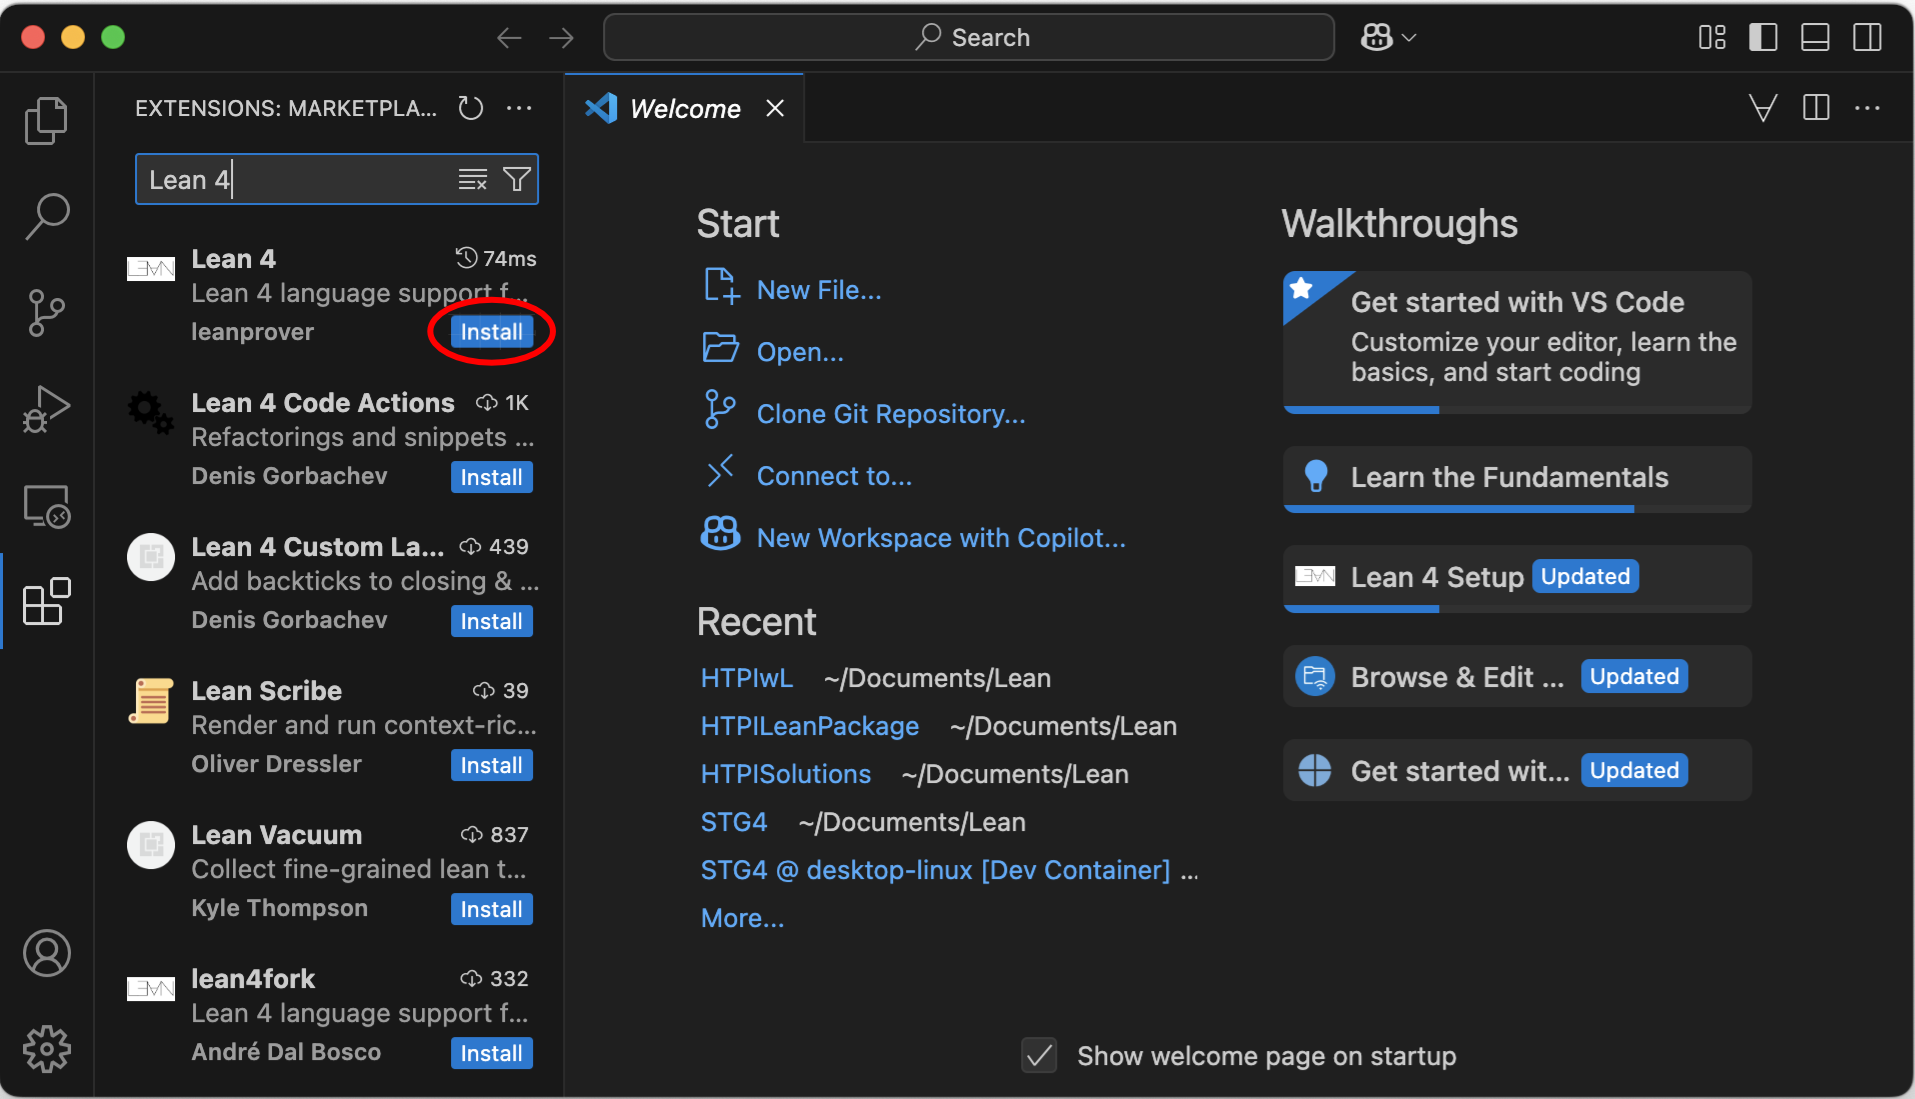 Search
EXTENSIONS: MARKETPLA...
Lean 4
Lean 4
74ms
Lean 4 language support f...
leanprover
Install
Lean 4 Code Actions
1K
Refactorings and snippets ...
Denis Gorbachev
Install
Lean 4 Custom La...
439
Add backticks to closing & ...
Denis Gorbachev
Install
Lean Scribe
39
Render and run context-ric...
Oliver Dressler
Install
Lean Vacuum
837
Collect fine-grained lean t...
Kyle Thompson
Install
lean4fork
332
Lean 4 language support f...
André Dal Bosco
Install
Welcome
Start
New File...
Open...
Clone Git Repository...
Connect to...
New Workspace with Copilot...
Recent
HTPIwL ~/Documents/Lean
HTPILeanPackage ~/Documents/Lean
HTPISolutions ~/Documents/Lean
STG4 ~/Documents/Lean
STG4 @ desktop-linux [Dev Container] ...
More...
Walkthroughs
Get started with VS Code
Customize your editor, learn the
basics, and start coding
Learn the Fundamentals
L∃∀N
Lean 4 Setup
Updated
Browse & Edit ...
Updated
Get started wit...
Updated
Show welcome page on startup